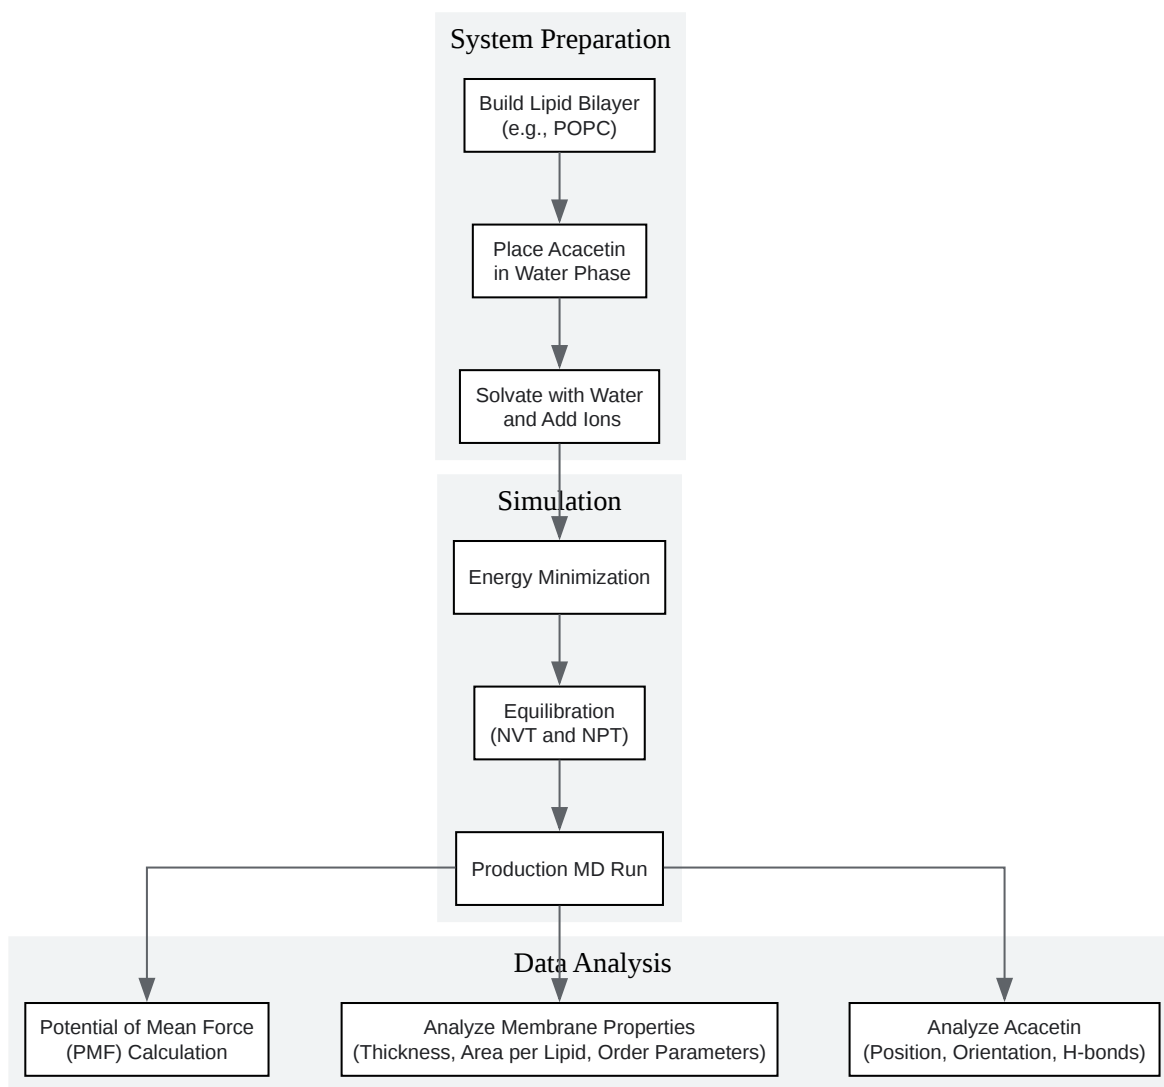 System Preparation
Build Lipid Bilayer
(e.g., POPC)
Place Acacetin
in Water Phase
Solvate with Water
and Add Ions
Simulation
Energy Minimization
Equilibration
(NVT and NPT)
Production MD Run
Data Analysis
Potential of Mean Force
(PMF) Calculation
Analyze Membrane Properties
(Thickness, Area per Lipid, Order Parameters)
Analyze Acacetin
(Position, Orientation, H-bonds)